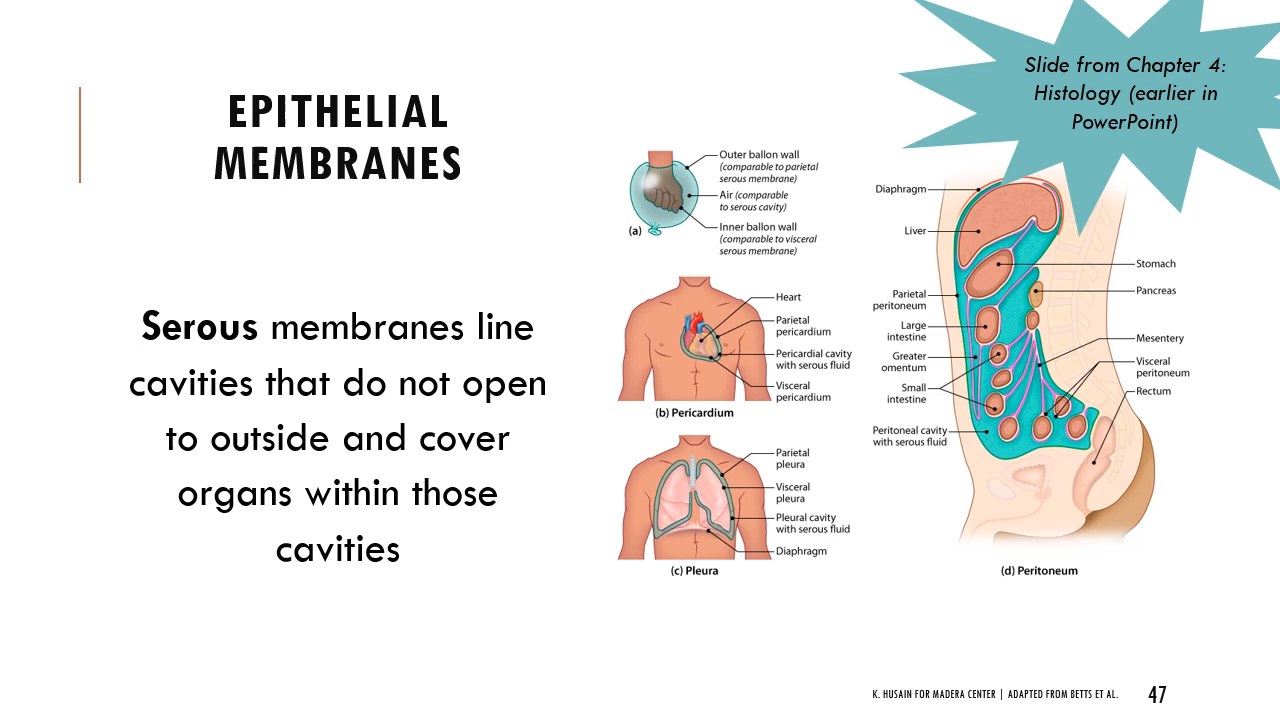 Slide from Chapter 4:
Histology (earlier in
PowerPoint)
EPITHELIAL
MEMBRANES
Serous membranes line
cavities that do not open
to outside and cover
organs within those
cavities
Outer ballon wall
(comparable to parietal
serous membrane)
Air (comparable
to serous cavity)
Inner ballon wall
(comparable to visceral
serous membrane)
(a)
Heart
Parietal
pericardium
Pericardial cavity
with serous fluid
Visceral
pericardium
(b) Pericardium
Parietal
pleura
Visceral
pleura
Pleural cavity
with serous fluid
Diaphragm
(c) Pleura
Diaphragm
Liver
Parietal
peritoneum
Large
intestine
Greater
omentum
Small
intestine
Peritoneal cavity
with serous fluid
Stomach
Pancreas
Mesentery
Visceral
peritoneum
Rectum
(d) Peritoneum
K. HUSAIN FOR MADERA CENTER | ADAPTED FROM BETTS ET AL.
47